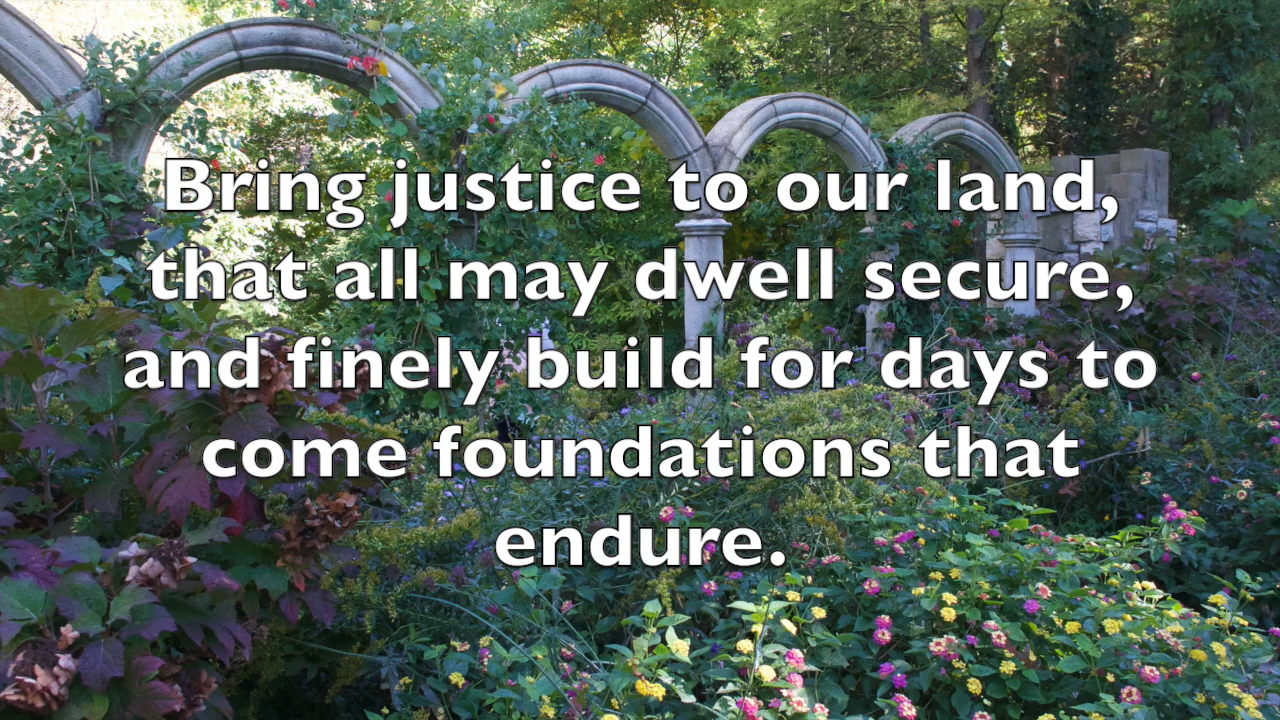 Bring justice to our land,
that all may dwell secure,
and finely build for days to
come foundations that
endure.